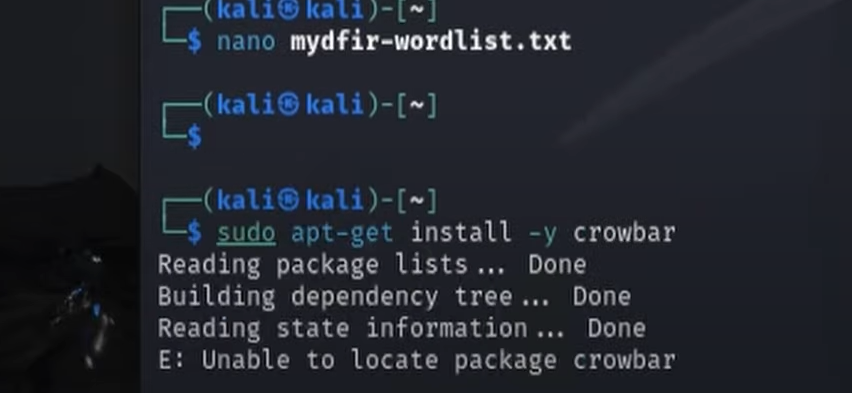 ┌──(kali㉿kali)-[~]
└─$ nano mydfir-wordlist.txt
┌──(kali㉿kali)-[~]
└─$
┌──(kali㉿kali)-[~]
└─$ sudo apt-get install -y crowbar
Reading package lists... Done
Building dependency tree... Done
Reading state information... Done
E: Unable to locate package crowbar